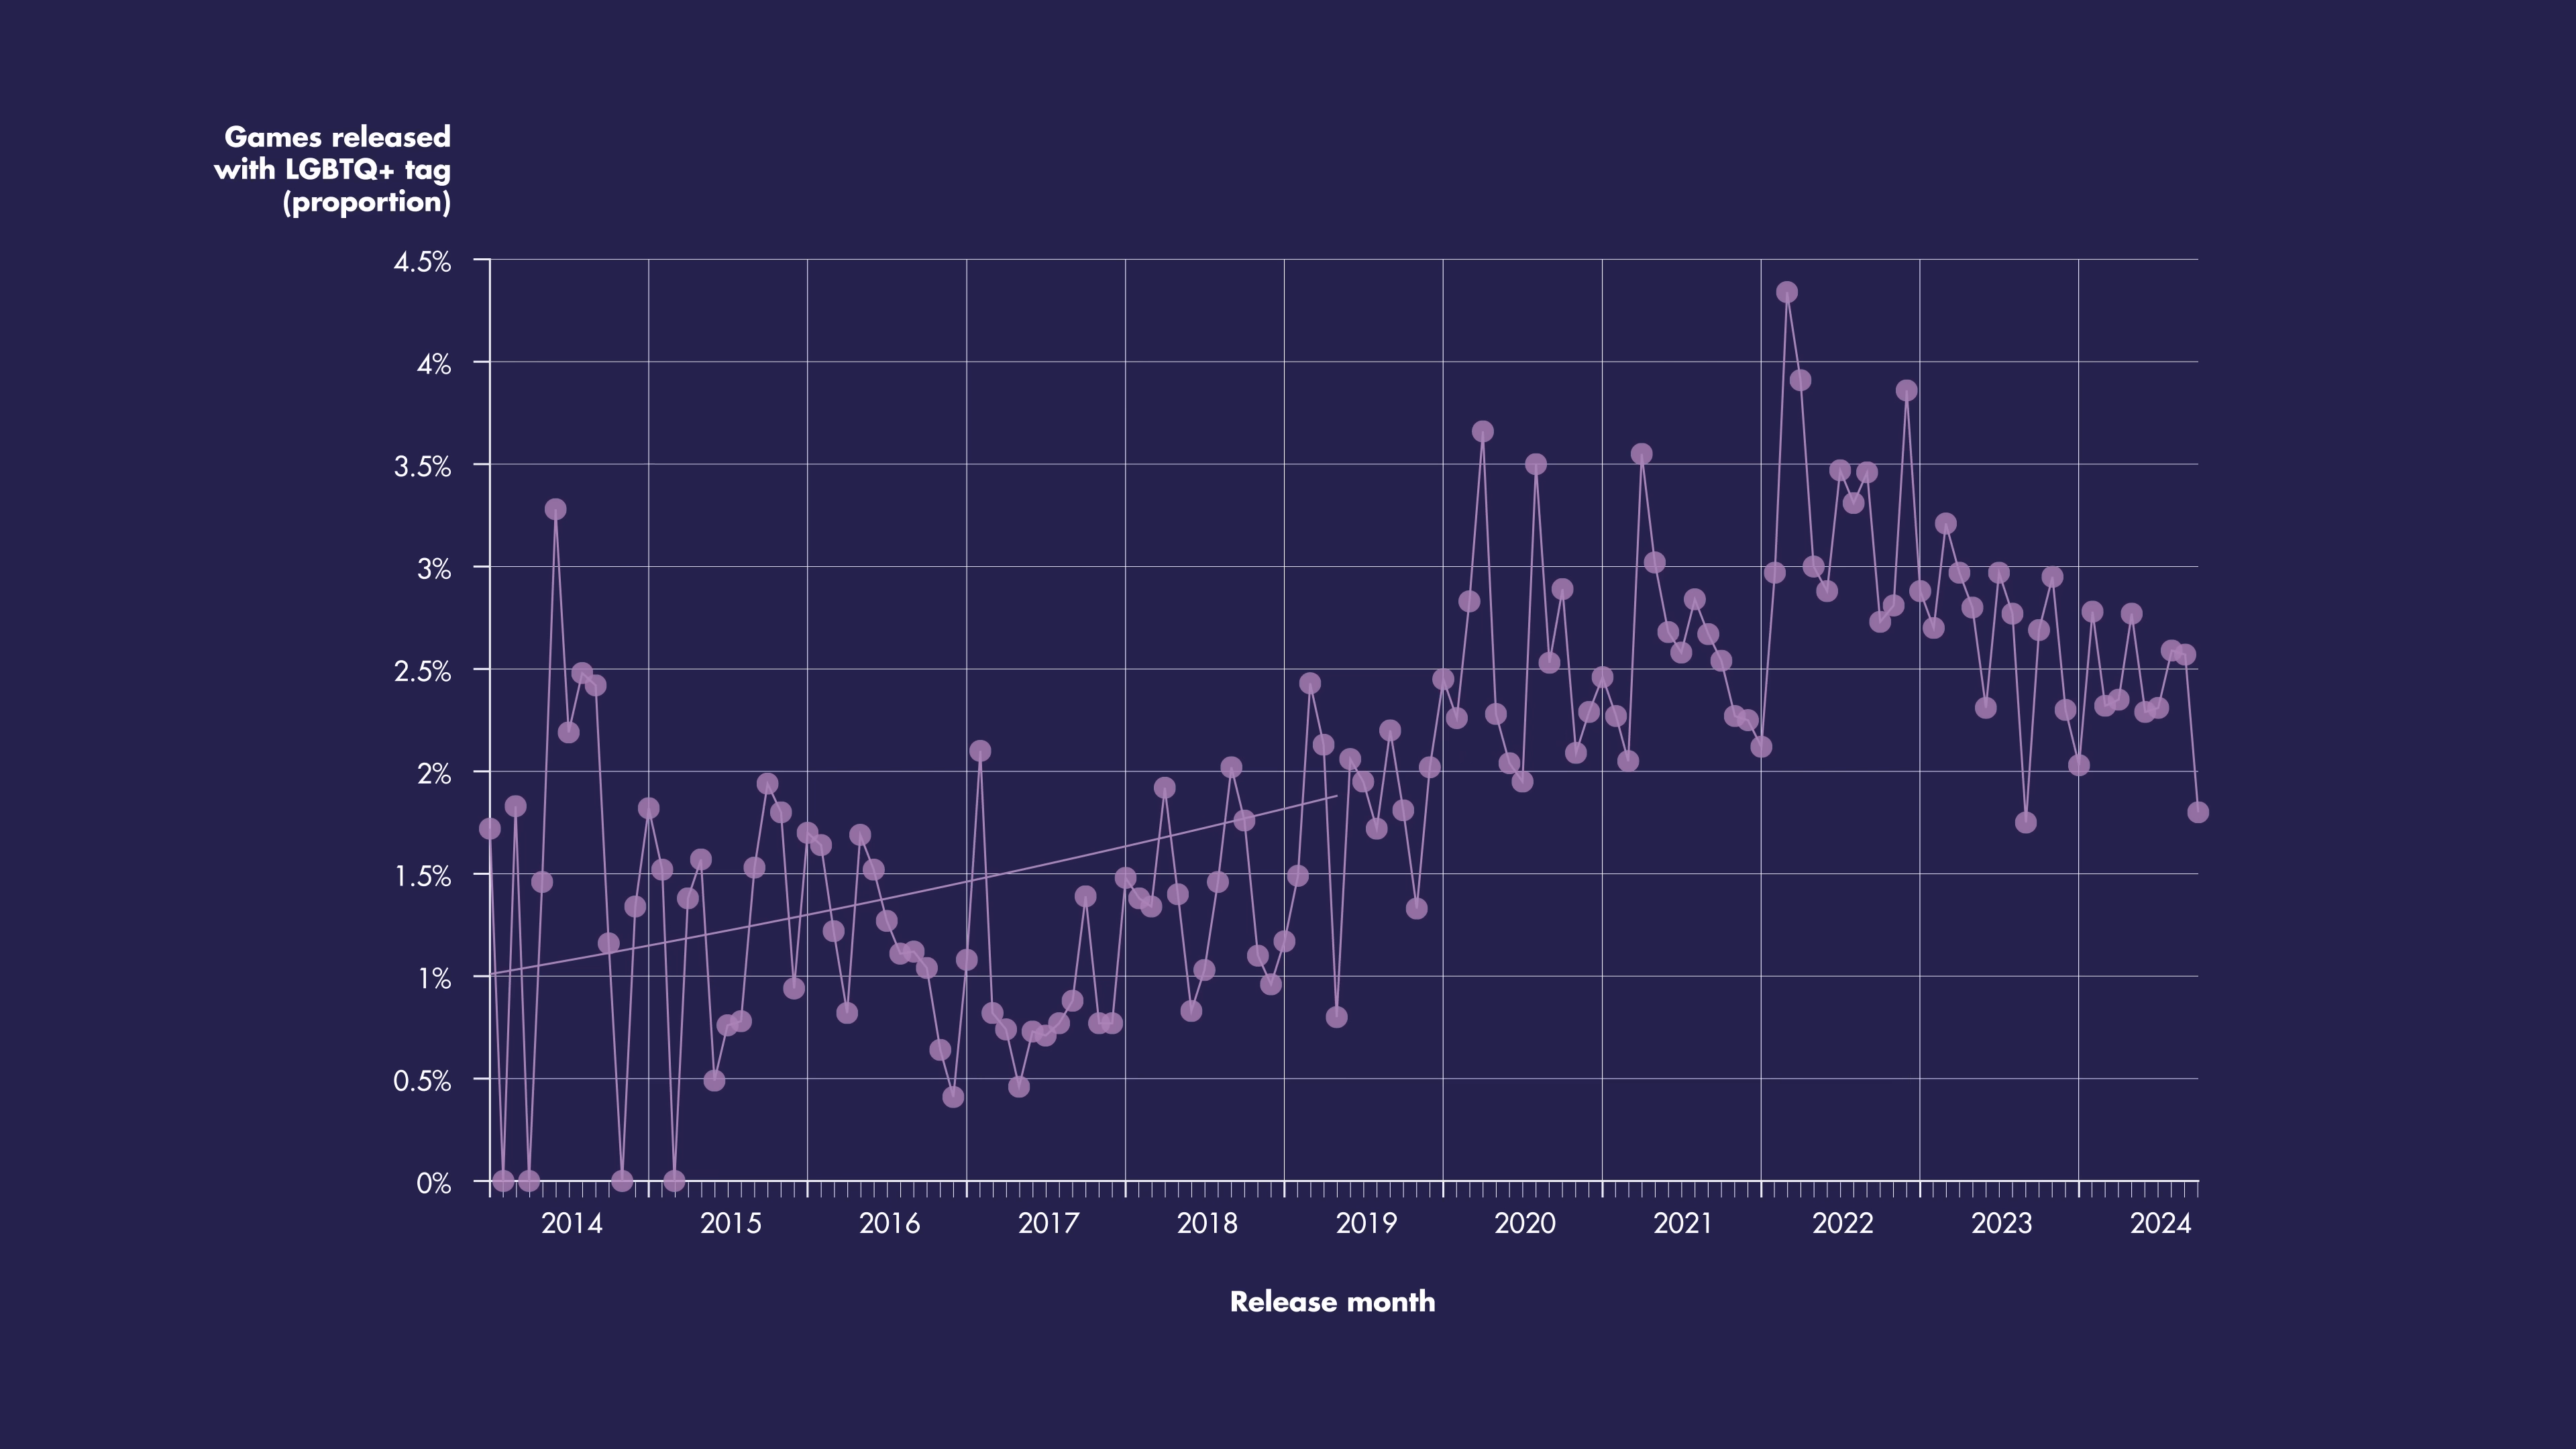 Games released
with LGBTQ+ tag
(proportion)
4.5%
4%
3.5%
3%
2.5%
2%
1.5%
1%
0.5%
0%
2014 2015 2016 2017 2018 2019 2020 2021 2022 2023 2024
Release month